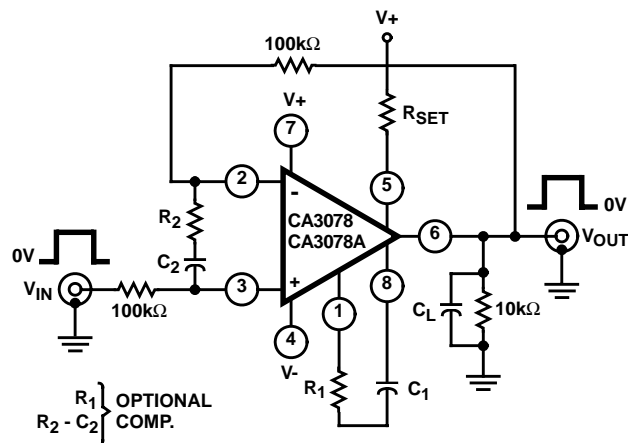 V+
100kΩ
V+
RSET
7
2
5
-
R2
CA3078
CA3078A
6
0V
VOUT
0V
C2
VIN
3
+
8
100kΩ
1
CL
10kΩ
4
V-
R1
C1
R1
R2 - C2
} OPTIONAL
COMP.